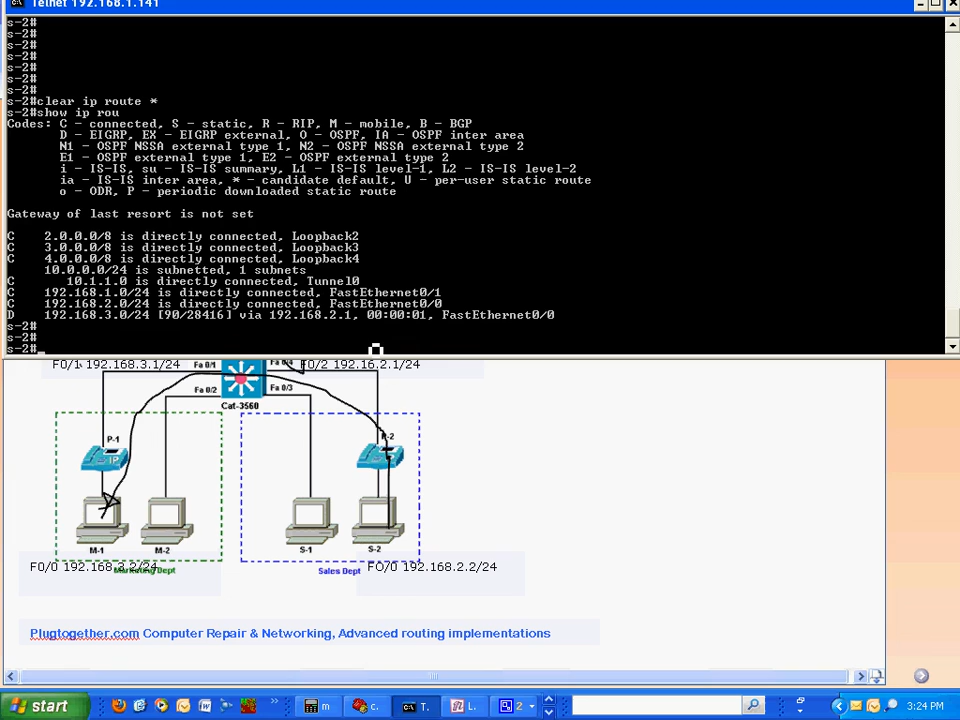 Telnet 192.168.1.141
s-2#
s-2#
s-2#
s-2#
s-2#
s-2#
s-2#
s-2#clear ip route *
s-2#show ip rou
Codes: C - connected, S - static, R - RIP, M - mobile, B - BGP
D - EIGRP, EX - EIGRP external, O - OSPF, IA - OSPF inter area
N1 - OSPF NSSA external type 1, N2 - OSPF NSSA external type 2
E1 - OSPF external type 1, E2 - OSPF external type 2
i - IS-IS, su - IS-IS summary, L1 - IS-IS level-1, L2 - IS-IS level-2
ia - IS-IS inter area, * - candidate default, U - per-user static route
o - ODR, P - periodic downloaded static route
Gateway of last resort is not set
C 2.0.0.0/8 is directly connected, Loopback2
C 3.0.0.0/8 is directly connected, Loopback3
C 4.0.0.0/8 is directly connected, Loopback4
10.0.0.0/24 is subnetted, 1 subnets
C 10.1.1.0 is directly connected, Tunnel0
C 192.168.1.0/24 is directly connected, FastEthernet0/1
C 192.168.2.0/24 is directly connected, FastEthernet0/0
D 192.168.3.0/24 [90/28416] via 192.168.2.1, 00:00:01, FastEthernet0/0
s-2#
s-2#
s-2#_
F0/1 192.168.3.1/24 Fa 0/1 F0/2 192.16.2.1/24
Fa 0/2 Fa 0/3
Cat-3560
P-1
IP
M-1 M-2 S-1 S-2
F0/0 192.168.3.2/24 FO/0 192.168.2.2/24
Marketing Dept Sales Dept
Plugtogether.com Computer Repair & Networking, Advanced routing implementations
start m c. T. L. 2 3:24 PM